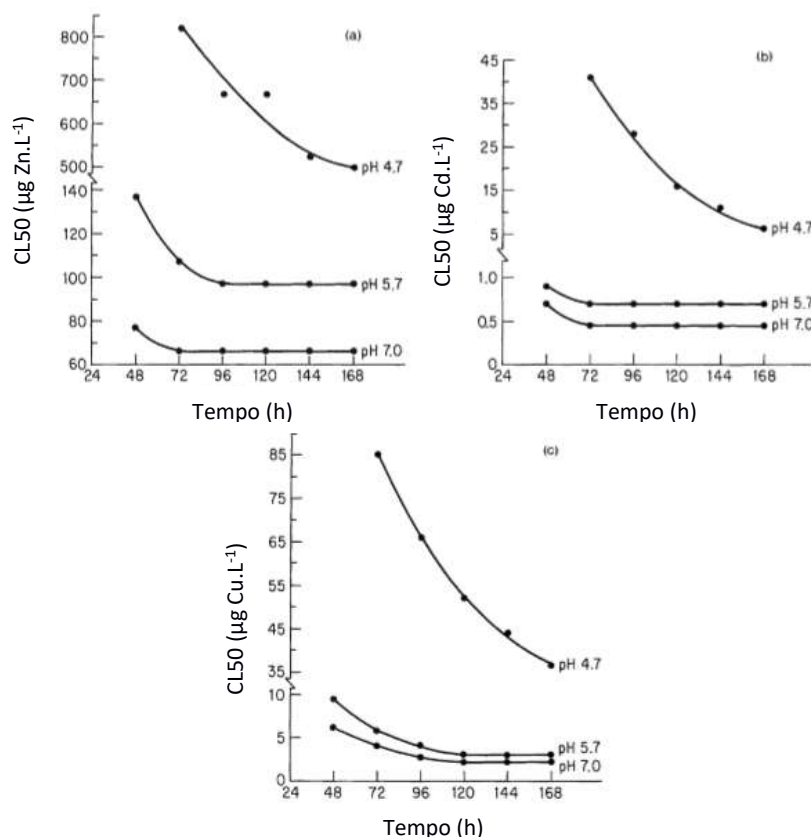 (a)
CL50 (µg Zn.L⁻¹)
800
700
600
500
140
120
100
80
60
pH 4.7
pH 5.7
pH 7.0
24 48 72 96 120 144 168
Tempo (h)
(b)
CL50 (µg Cd.L⁻¹)
45
35
25
15
5
1.0
0.5
0
pH 4.7
pH 5.7
pH 7.0
24 48 72 96 120 144 168
Tempo (h)
(c)
CL50 (µg Cu.L⁻¹)
85
75
65
55
45
35
10
5
0
pH 4.7
pH 5.7
pH 7.0
24 48 72 96 120 144 168
Tempo (h)